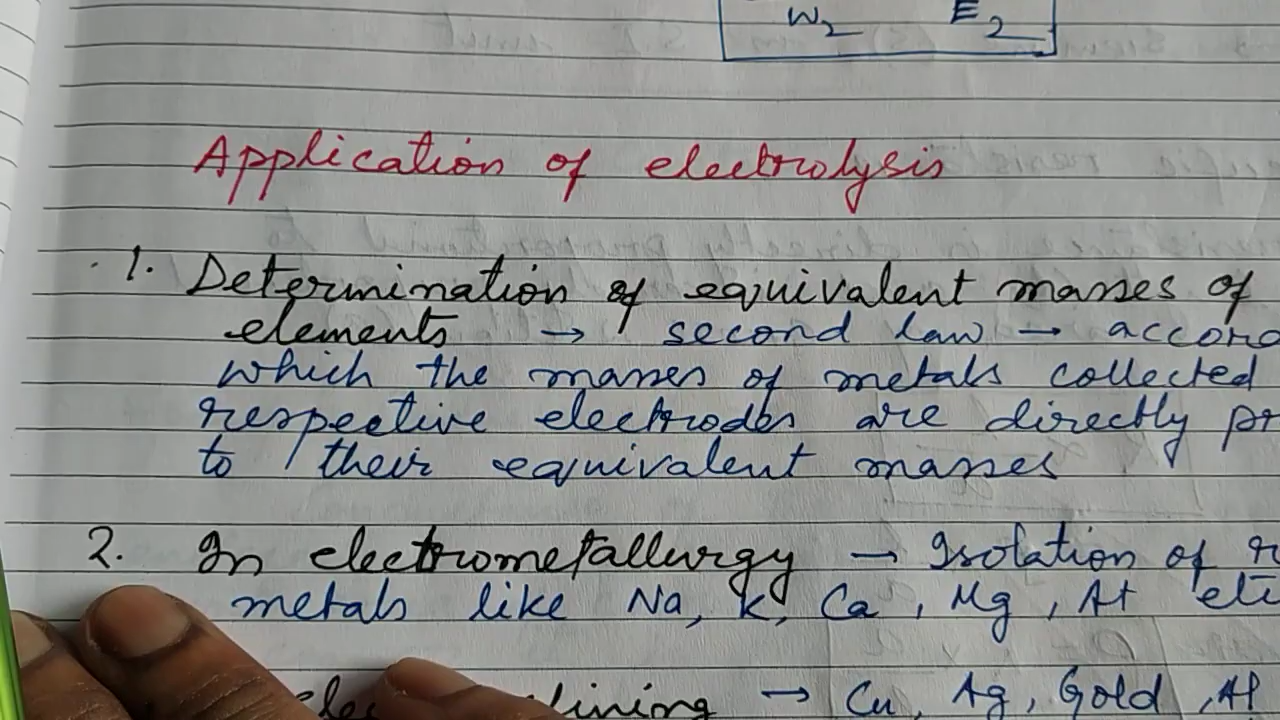 W2 E2
Application of electrolysis
1. Determination of equivalent masses of
elements → second law → accord
which the masses of metals collected
respective electrodes are directly pr
to their equivalent masses
2. In electrometallurgy → Isolation of r
metals like Na, K, Ca, Mg, At etc
→ Cu, Ag, Gold, Al